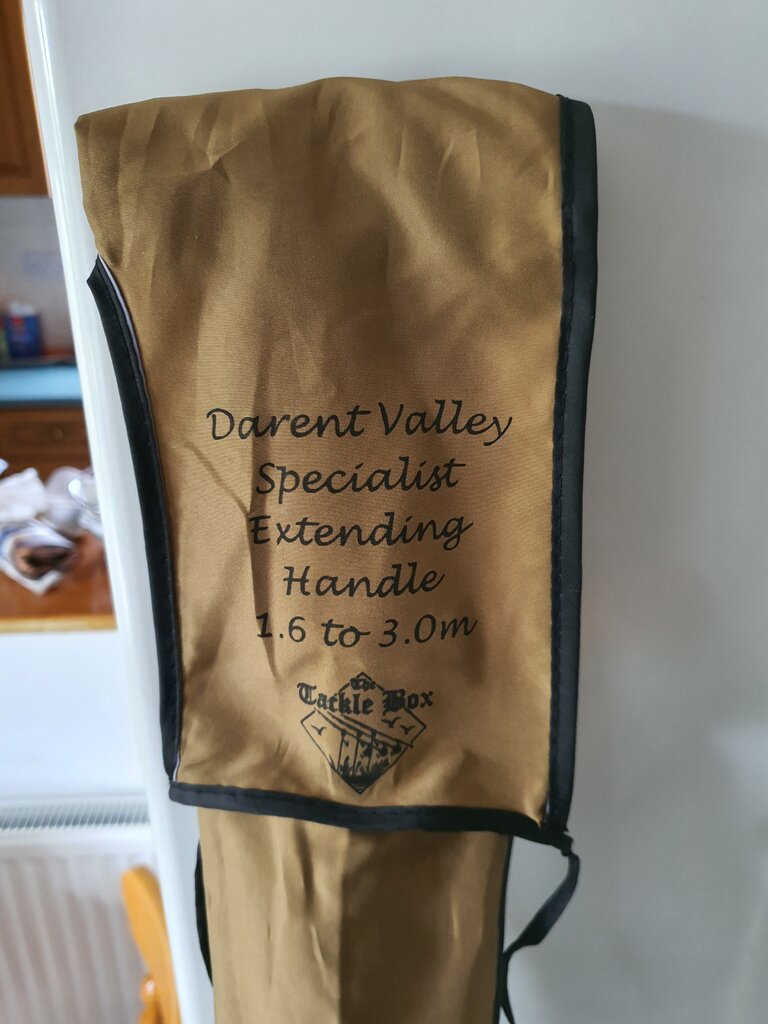 Darent Valley
Specialist
Extending
Handle
1.6 to 3.0m
The
Tackle Box